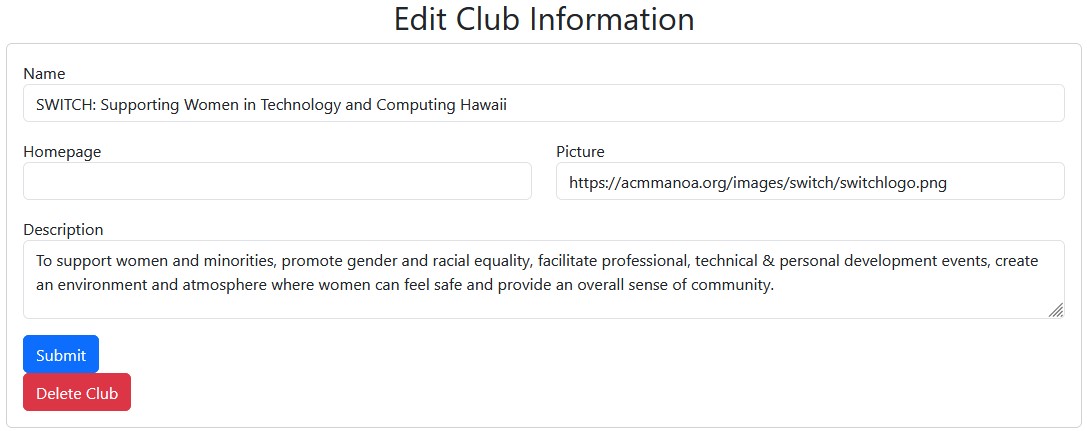 Edit Club Information
Name
SWITCH: Supporting Women in Technology and Computing Hawaii
Homepage
Picture
https://acmmanoa.org/images/switch/switchlogo.png
Description
To support women and minorities, promote gender and racial equality, facilitate professional, technical & personal development events, create
an environment and atmosphere where women can feel safe and provide an overall sense of community.
Submit
Delete Club